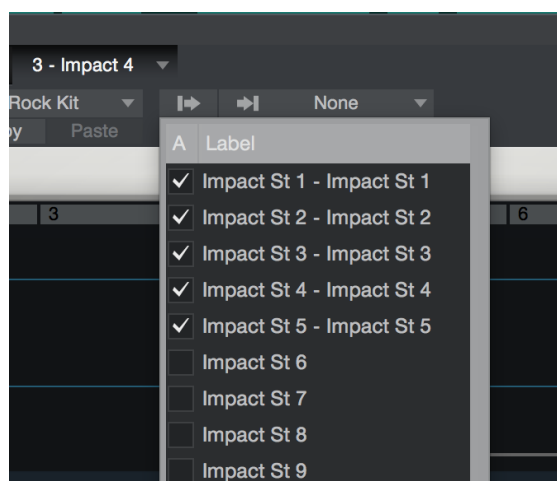 3 - Impact 4
Rock Kit
None
py Paste
A Label
Impact St 1 - Impact St 1
3
Impact St 2 - Impact St 2
6
Impact St 3 - Impact St 3
Impact St 4 - Impact St 4
Impact St 5 - Impact St 5
Impact St 6
Impact St 7
Impact St 8
Impact St 9